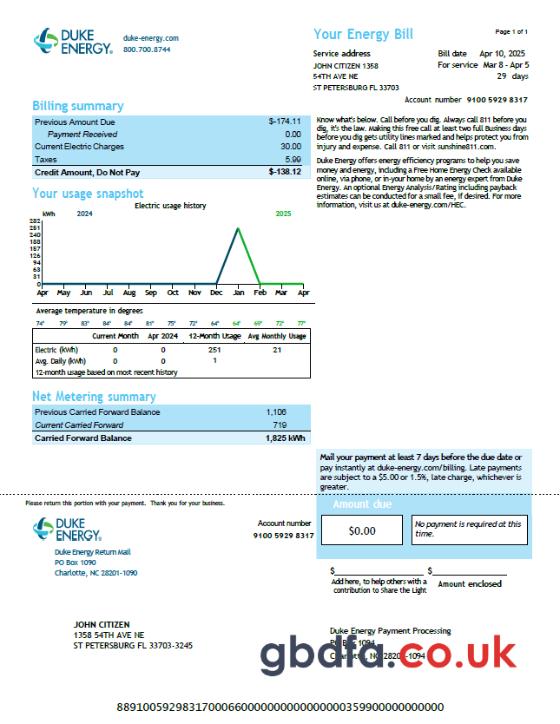 DUKE ENERGY®
duke-energy.com
800.700.8744
Your Energy Bill
Page 1 of 1
Service address
JOHN CITIZEN 1358
54TH AVE NE
ST PETERSBURG FL 33703
Bill date Apr 10, 2025
For service Mar 8 - Apr 5
29 days
Account number 9100 5929 8317
Billing summary
Previous Amount Due $-174.11
Payment Received 0.00
Current Electric Charges 30.00
Taxes 5.99
Credit Amount, Do Not Pay $-138.12
Know what's below. Call before you dig. Always call 811 before you
dig, it's the law. Making this free call at least two full Business days
before you dig gets utility lines marked and helps protect you from
injury and expense. Call 811 or visit sunshine811.com.
Duke Energy offers energy efficiency programs to help you save
money and energy, including a Free Home Energy Check available
online, via phone, or in-your home by an energy expert from Duke
Energy. An optional Energy Analysis/Rating including payback
estimates can be conducted for a small fee, if desired. For more
information, visit us at duke-energy.com/HEC.
Your usage snapshot
Electric usage history
kWh 2024 2025
282
251
240
188
157
126
94
63
31
0
Apr May Jun Jul Aug Sep Oct Nov Dec Jan Feb Mar Apr
Average temperature in degrees
74° 79° 83° 84° 84° 81° 75° 72° 64° 64° 69° 72° 77°
Current Month Apr 2024 12-Month Usage Avg Monthly Usage
Electric (kWh) 0 0 251 21
Avg. Daily (kWh) 0 0 1
12-month usage based on most recent history
Net Metering summary
Previous Carried Forward Balance 1,106
Current Carried Forward 719
Carried Forward Balance 1,825 kWh
Mail your payment at least 7 days before the due date or
pay instantly at duke-energy.com/billing. Late payments
are subject to a $5.00 or 1.5%, late charge, whichever is
greater.
Please return this portion with your payment. Thank you for your business.
Amount due
DUKE ENERGY®
Account number
9100 5929 8317
$0.00
No payment is required at this
time.
Duke Energy Return Mail
PO Box 1090
Charlotte, NC 28201-1090
$ $
Add here, to help others with a
contribution to Share the Light
Amount enclosed
JOHN CITIZEN
1358 54TH AVE NE
ST PETERSBURG FL 33703-3245
Duke Energy Payment Processing
PO Box 1094
Charlotte, NC 28201-1094
gbdfa.co.uk